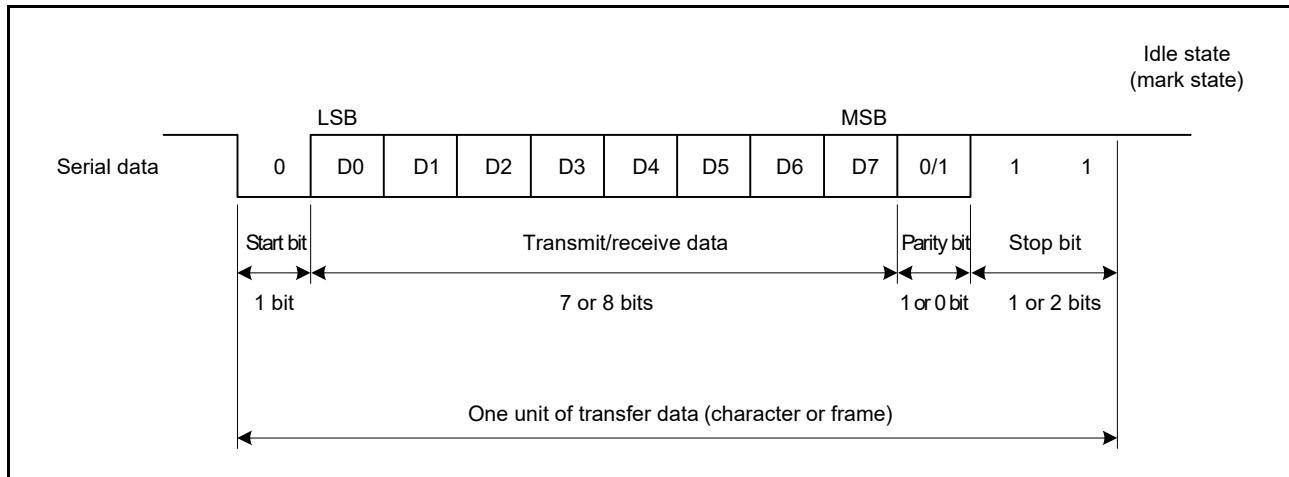 Idle state
(mark state)
LSB
MSB
Serial data
0
D0
D1
D2
D3
D4
D5
D6
D7
0/1
1
1
Start bit
Transmit/receive data
Parity bit
Stop bit
1 bit
7 or 8 bits
1 or 0 bit
1 or 2 bits
One unit of transfer data (character or frame)